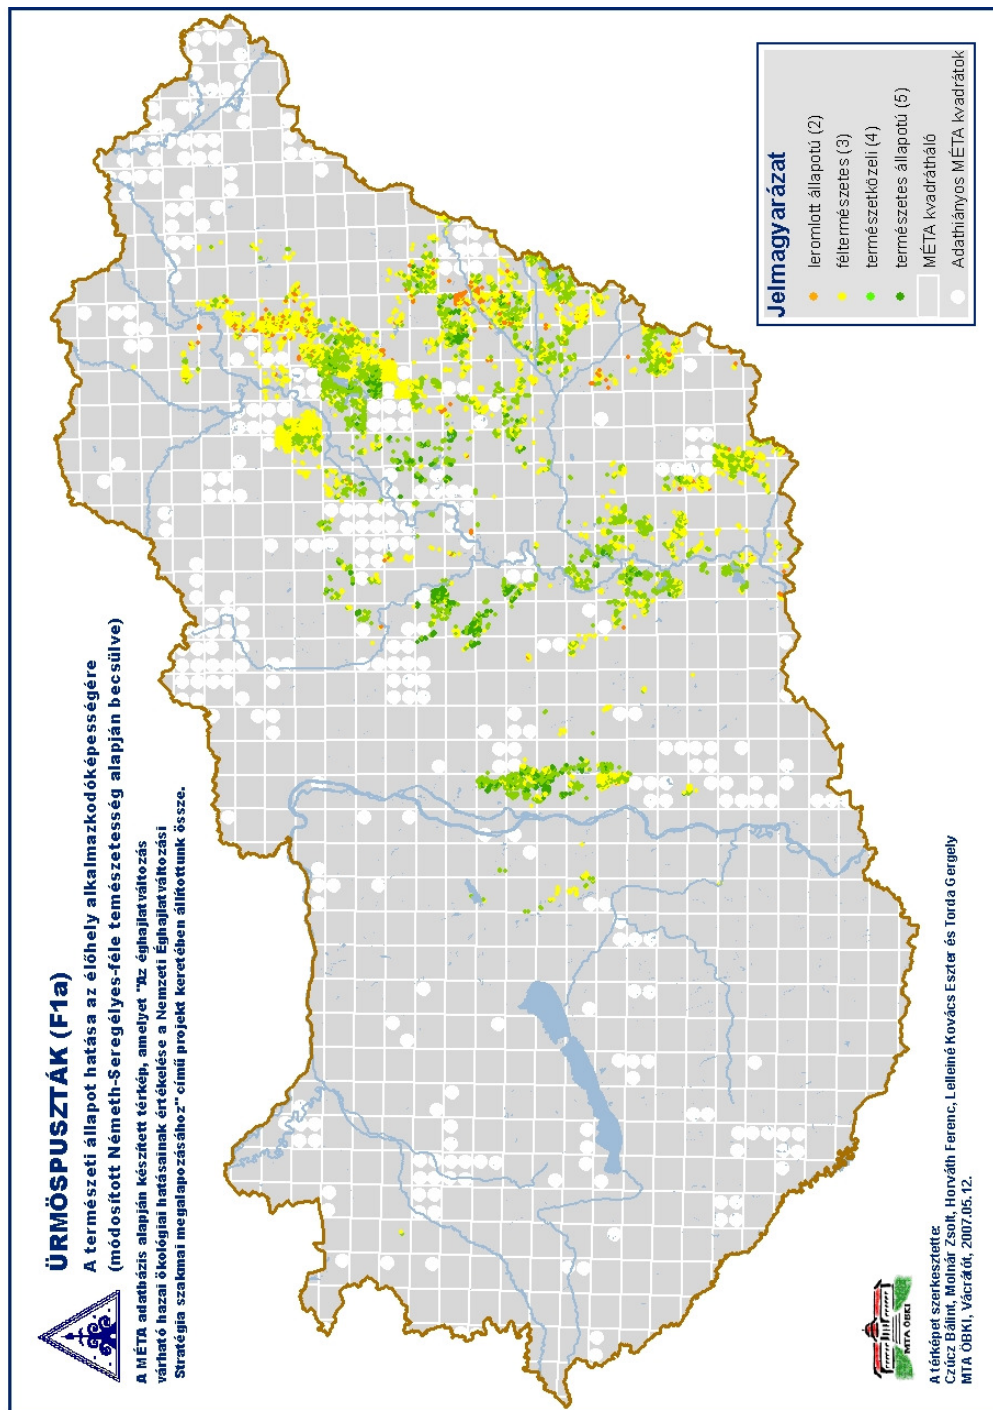 ÜRMÖSPUSZTÁK (F1a)
A természeti állapot hatása az élőhely alkalmazkodóképességére
(módosított Németh-Seregélyes-féle temészetesség alapján becsülve)
A MÉTA adatbázis alapján készített térkép, amelyet "Az éghajlatváltozás
várható hazai ökológiai hatásainak értékelése a Nemzeti Éghajlatváltozási
Stratégia szakmai megalapozásához" című projekt keretében állítottunk össze.
Jelmagyarázat
leromlott állapotú (2)
féltermészetes (3)
természetközeli (4)
természetes állapotú (5)
MÉTA kvadrátháló
Adathiányos MÉTA kvadrátok
MTA ÖBKI
A térképet szerkesztette:
Czúcz Bálint, Molnár Zsolt, Horváth Ferenc, Lelleiné Kovács Eszter és Torda Gergely
MTA ÖBKI, Vácrátót, 2007.05.12.